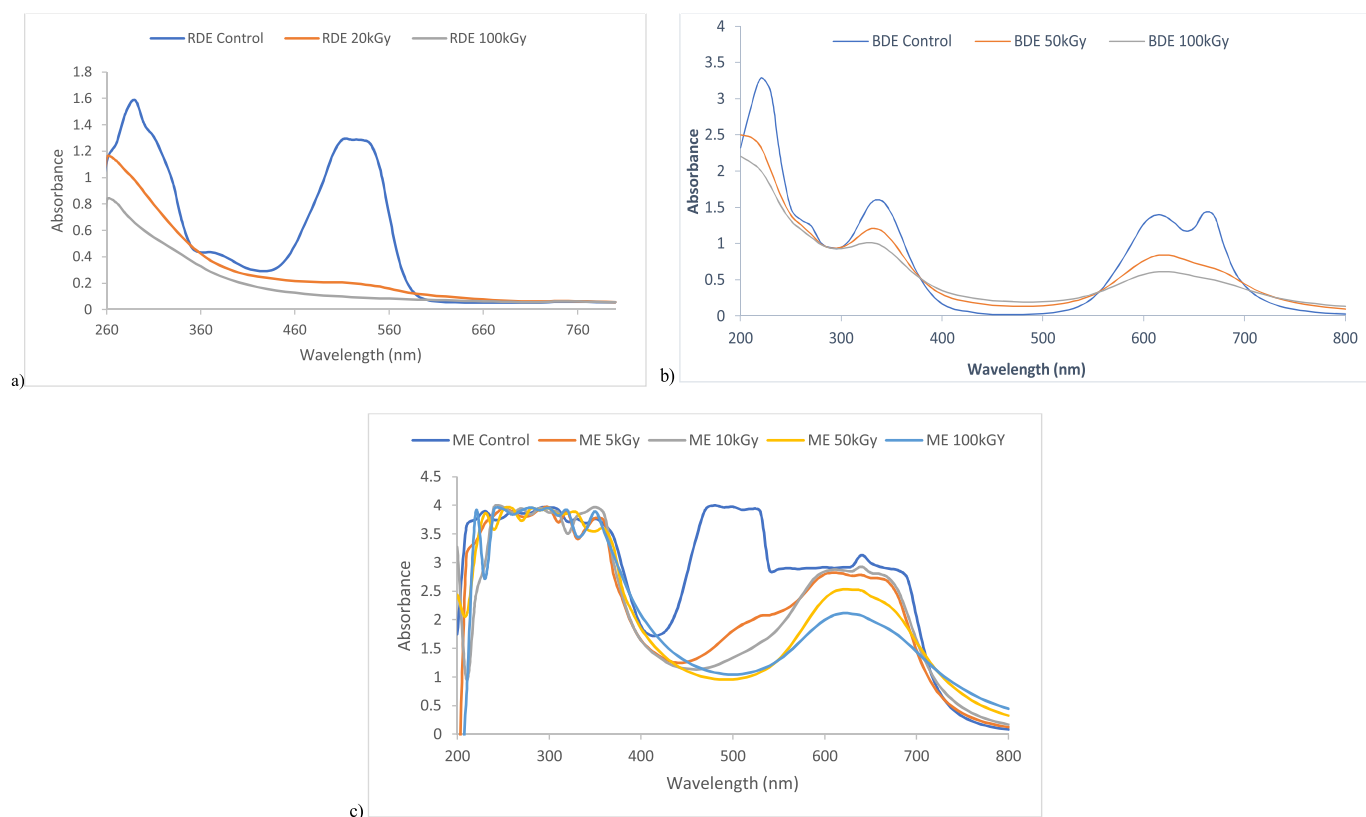 RDE Control RDE 20kGy RDE 100kGy
1.8
1.6
1.4
1.2
1
0.8
0.6
0.4
0.2
0
Absorbance
260 360 460 560 660 760
Wavelength (nm)
a)
BDE Control BDE 50kGy BDE 100kGy
4
3.5
3
2.5
2
1.5
1
0.5
0
Absorbance
200 300 400 500 600 700 800
Wavelength (nm)
b)
ME Control ME 5kGy ME 10kGy ME 50kGy ME 100kGY
4.5
4
3.5
3
2.5
2
1.5
1
0.5
0
Absorbance
200 300 400 500 600 700 800
Wavelength (nm)
c)